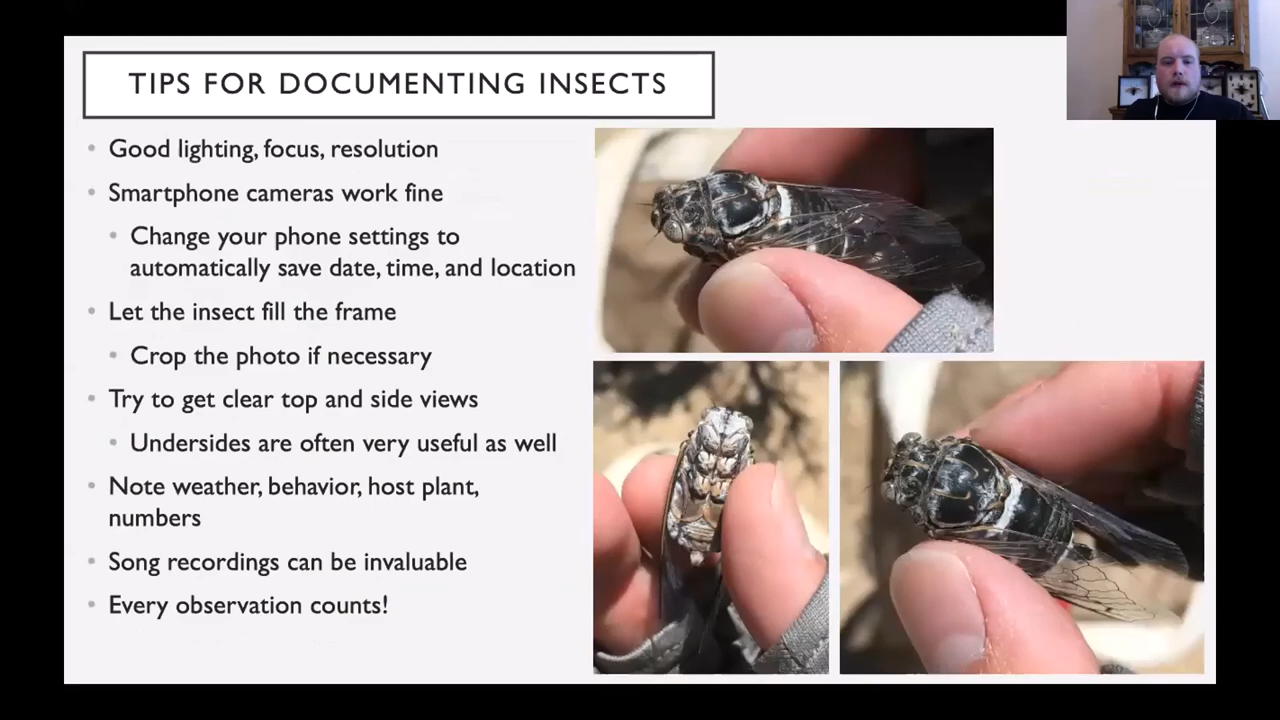 TIPS FOR DOCUMENTING INSECTS
Good lighting, focus, resolution
Smartphone cameras work fine
Change your phone settings to
automatically save date, time, and location
Let the insect fill the frame
Crop the photo if necessary
Try to get clear top and side views
Undersides are often very useful as well
Note weather, behavior, host plant,
numbers
Song recordings can be invaluable
Every observation counts!